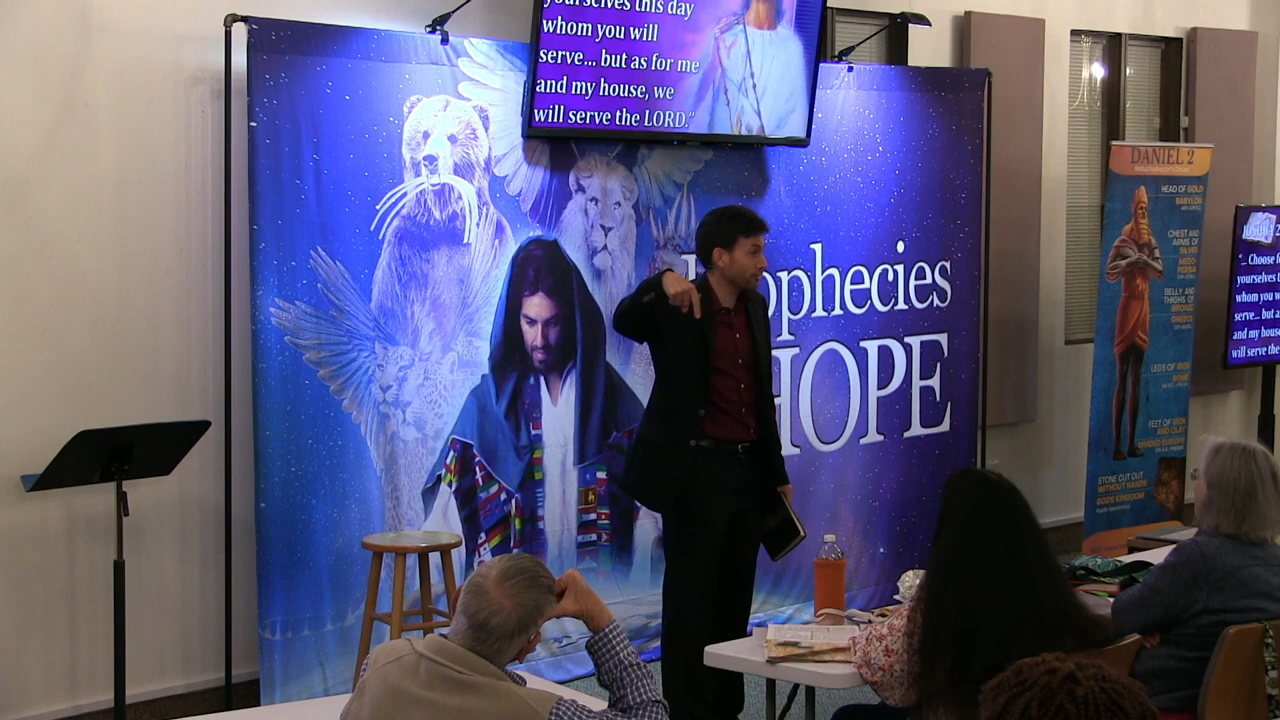 yourselves this day
whom you will
serve... but as for me
and my house, we
will serve the LORD."
Prophecies
HOPE
DANIEL 2
HEAD OF GOLD
BABYLON
CHEST AND
ARMS OF
SILVER
MEDO-
PERSIA
BELLY AND
THIGHS OF
BRONZE
GREECE
LEGS OF IRON
ROME
FEET OF IRON
AND CLAY
DIVIDED EUROPE
STONE CUT OUT
WITHOUT HANDS
GOD'S KINGDOM
JOSHUA 2
"... Choose f
yourselves t
whom you w
serve... but a
and my house
will serve the